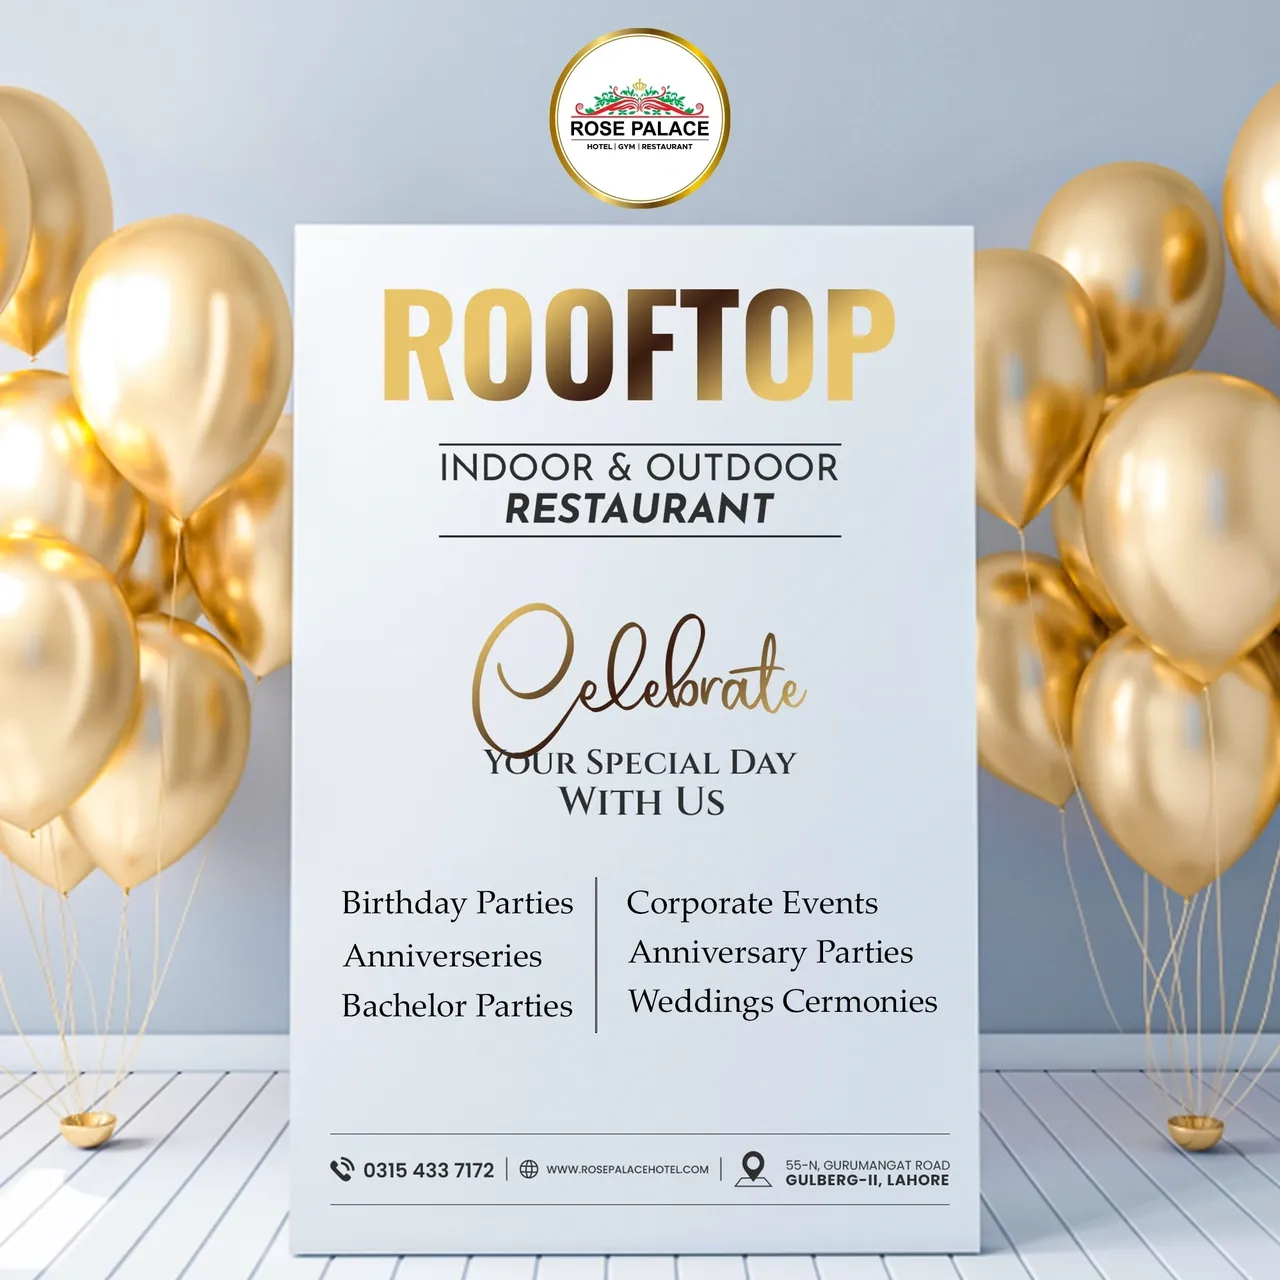 ROSE PALACE
HOTEL | GYM | RESTAURANT
ROOFTOP
INDOOR & OUTDOOR
RESTAURANT
Celebrate
Your Special Day
With Us
Birthday Parties
Anniverseries
Bachelor Parties
Corporate Events
Anniversary Parties
Weddings Cermonies
0315 433 7172
WWW.ROSEPALACEHOTEL.COM
55-N, GURUMANGAT ROAD
GULBERG-II, LAHORE